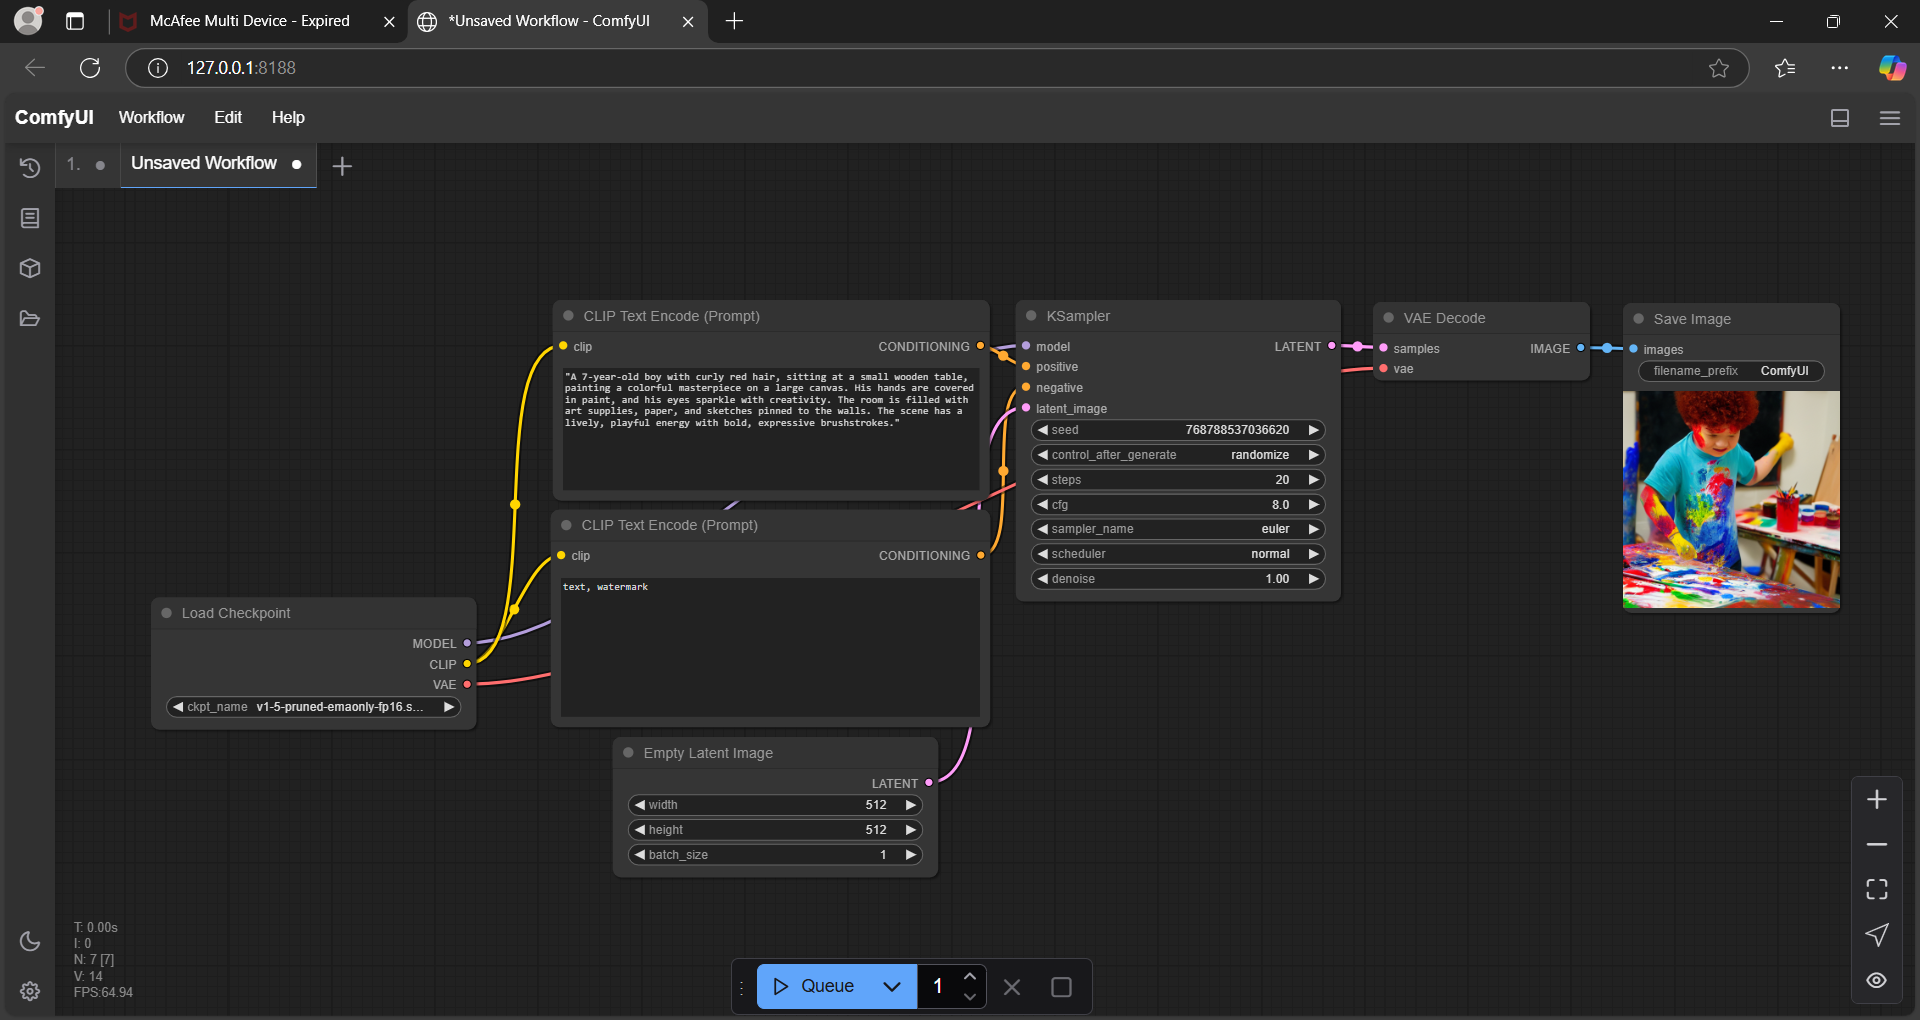 McAfee Multi Device - Expired
*Unsaved Workflow - ComfyUI
127.0.0.1:8188
ComfyUI
Workflow
Edit
Help
1.
Unsaved Workflow
CLIP Text Encode (Prompt)
clip
CONDITIONING
"A 7-year-old boy with curly red hair, sitting at a small wooden table,
painting a colorful masterpiece on a large canvas. His hands are covered
in paint, and his eyes sparkle with creativity. The room is filled with
art supplies, paper, and sketches pinned to the walls. The scene has a
lively, playful energy with bold, expressive brushstrokes."
KSampler
model
LATENT
positive
negative
latent_image
seed 768788537036620
control_after_generate randomize
steps 20
cfg 8.0
sampler_name euler
scheduler normal
denoise 1.00
VAE Decode
samples
IMAGE
vae
Save Image
images
filename_prefix ComfyUI
CLIP Text Encode (Prompt)
clip
CONDITIONING
text, watermark
Load Checkpoint
MODEL
CLIP
VAE
ckpt_name v1-5-pruned-emaonly-fp16.s...
Empty Latent Image
LATENT
width 512
height 512
batch_size 1
T: 0.00s
I: 0
N: 7 [7]
V: 14
FPS:64.94
Queue
1